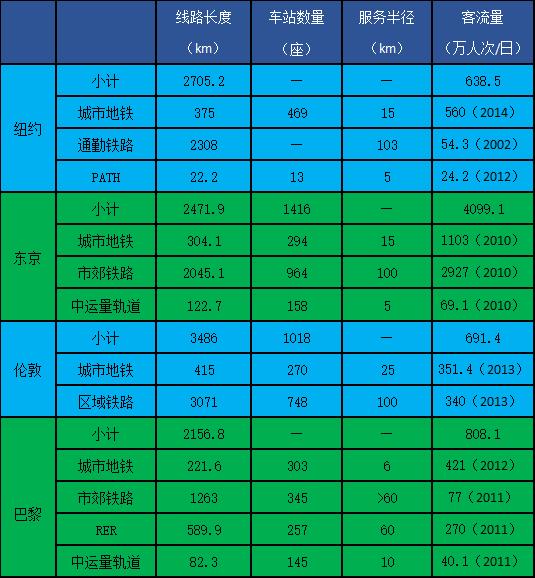 线路长度 车站数量 服务半径 客流量
（km） （座） （km） （万人次/日）
纽约 小计 2705.2 — — 638.5
城市地铁 375 469 15 560（2014）
通勤铁路 2308 — 103 54.3（2002）
PATH 22.2 13 5 24.2（2012）
东京 小计 2471.9 1416 — 4099.1
城市地铁 304.1 294 15 1103（2010）
市郊铁路 2045.1 964 100 2927（2010）
中运量轨道 122.7 158 5 69.1（2010）
伦敦 小计 3486 1018 — 691.4
城市地铁 415 270 25 351.4（2013）
区域铁路 3071 748 100 340（2013）
巴黎 小计 2156.8 — — 808.1
城市地铁 221.6 303 6 421（2012）
市郊铁路 1263 345 >60 77（2011）
RER 589.9 257 60 270（2011）
中运量轨道 82.3 145 10 40.1（2011）